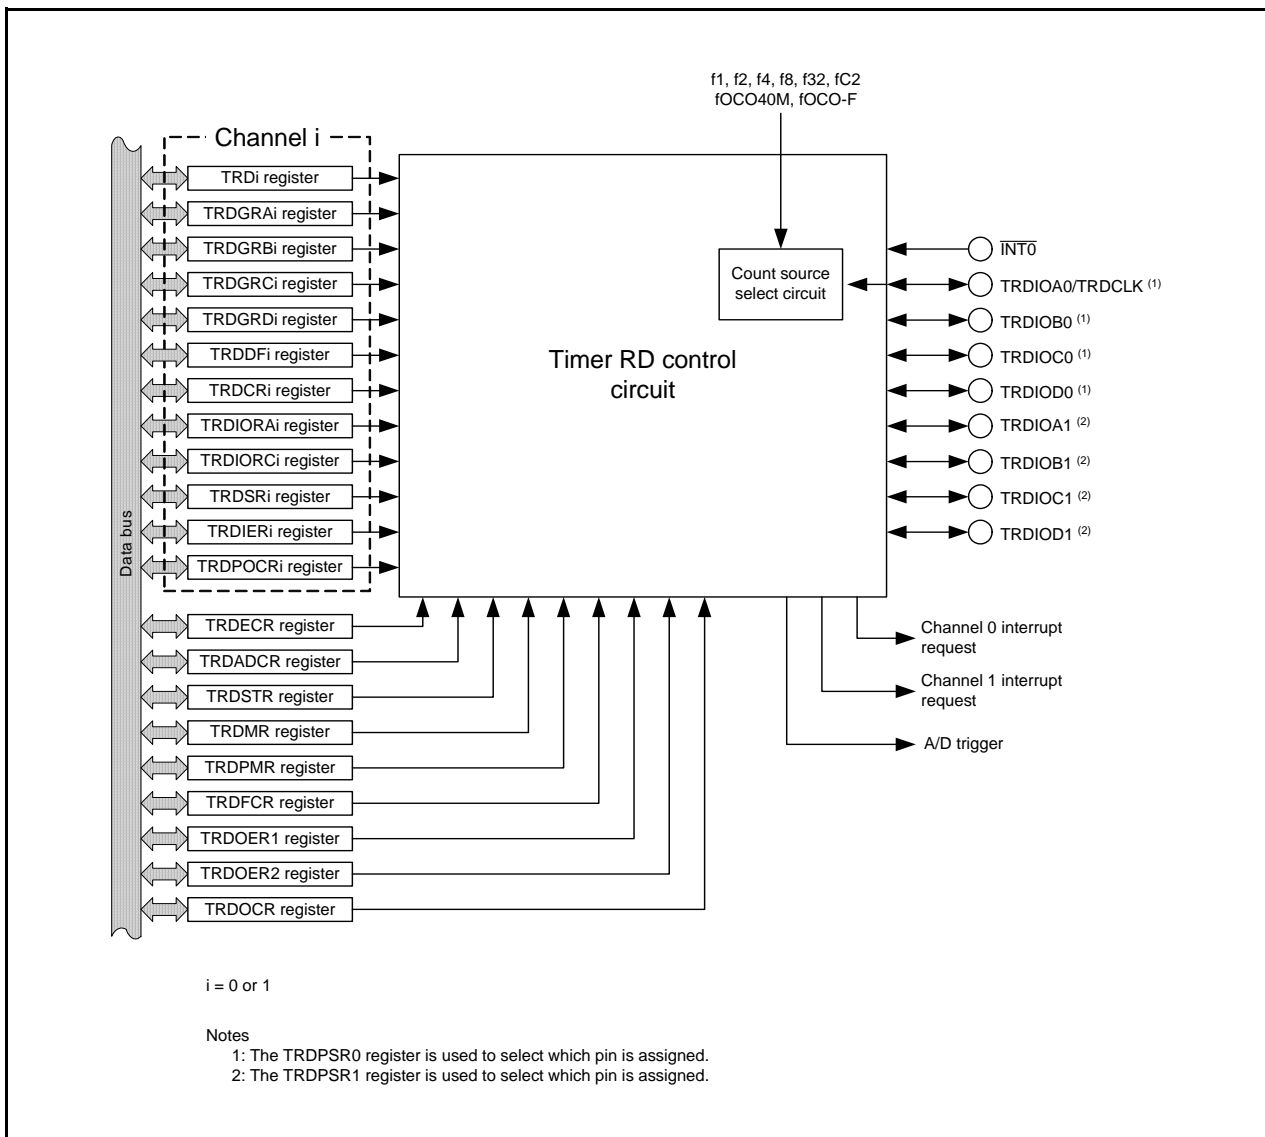 f1, f2, f4, f8, f32, fC2
fOCO40M, fOCO-F
Channel i
TRDi register
TRDGRAi register
TRDGRBi register
TRDGRCi register
TRDGRDi register
TRDDFi register
TRDCRi register
TRDIORAi register
TRDIORCi register
TRDSRi register
TRDIERi register
TRDPOCRi register
Data bus
TRDECR register
TRDADCR register
TRDSTR register
TRDMR register
TRDPMR register
TRDFCR register
TRDOER1 register
TRDOER2 register
TRDOCR register
Count source
select circuit
Timer RD control
circuit
INT0
TRDIOA0/TRDCLK (1)
TRDIOB0 (1)
TRDIOC0 (1)
TRDIOD0 (1)
TRDIOA1 (2)
TRDIOB1 (2)
TRDIOC1 (2)
TRDIOD1 (2)
Channel 0 interrupt
request
Channel 1 interrupt
request
A/D trigger
i = 0 or 1
Notes
1: The TRDPSR0 register is used to select which pin is assigned.
2: The TRDPSR1 register is used to select which pin is assigned.